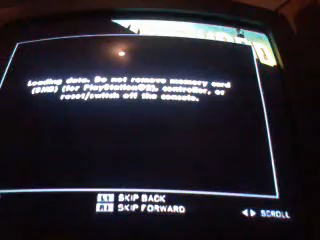 Loading data. Do not remove memory card
(8MB) (for PlayStation®2), controller, or
reset/switch off the console.
L1 SKIP BACK
R1 SKIP FORWARD
SCROLL